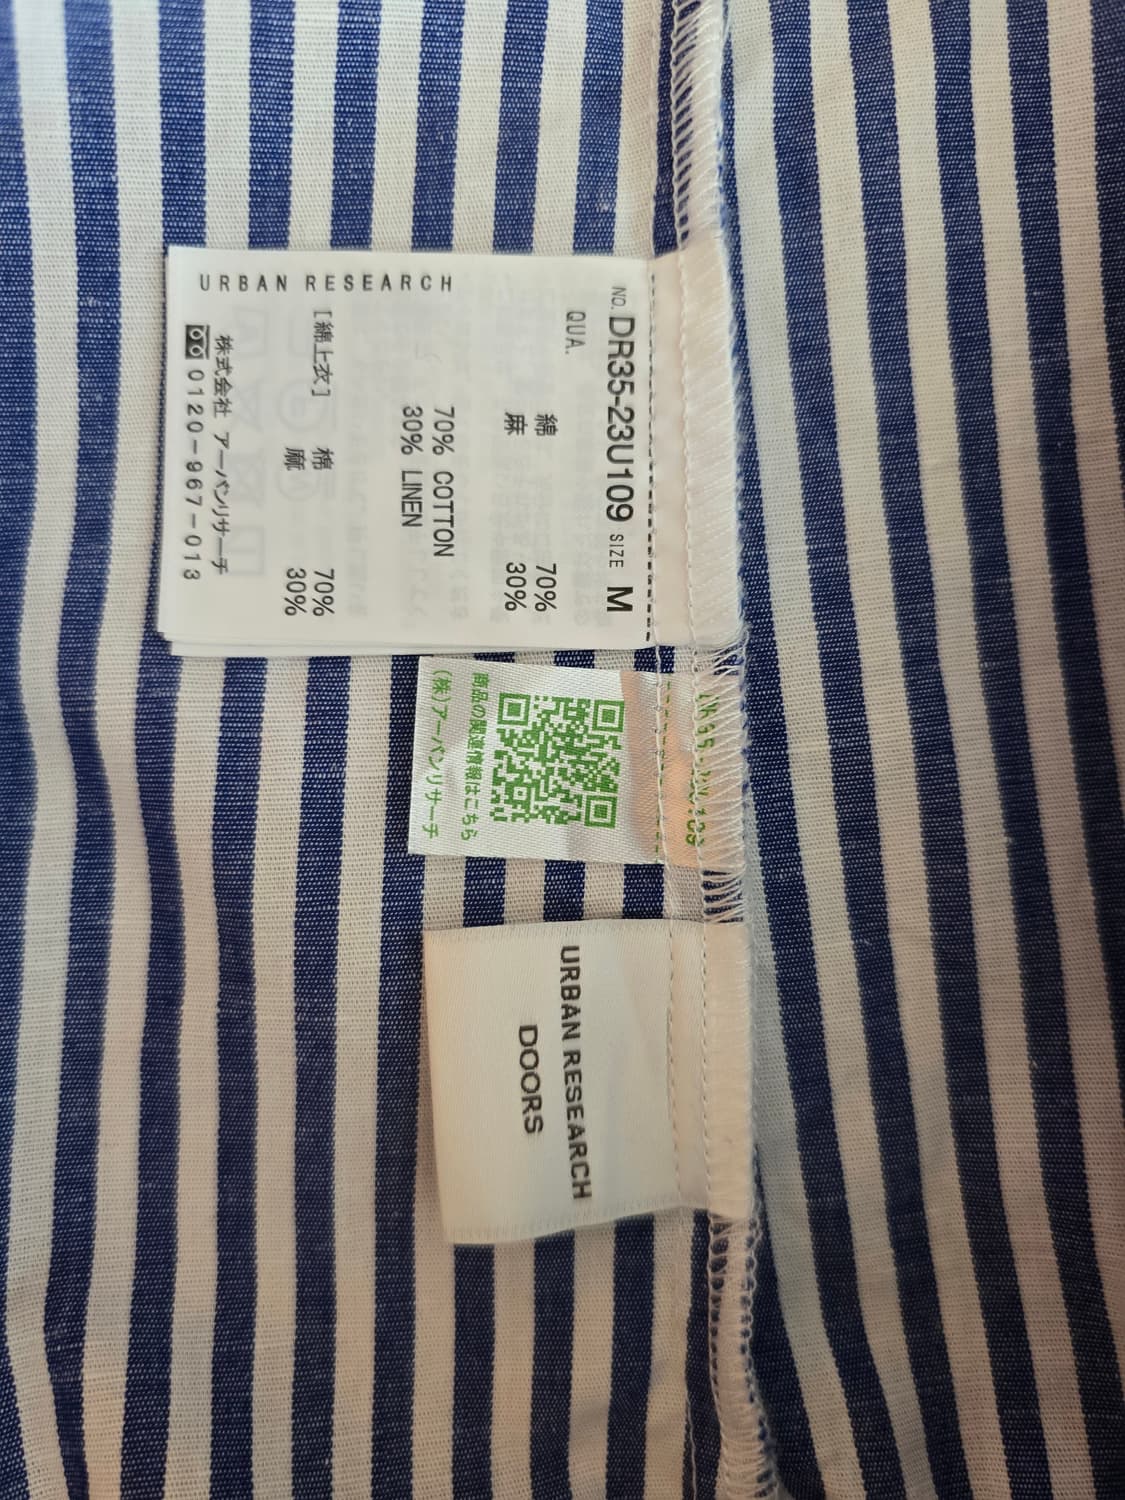 NO. DR35-23U109 SIZE M
QUA.
綿 70%
麻 30%
70% COTTON
30% LINEN
[綿上衣] 棉 70%
麻 30%
株式会社 アーバンリサーチ
0120-967-013
URBAN RESEARCH
商品の関連情報はこちら
(株)アーバンリサーチ
URBAN RESEARCH
DOORS